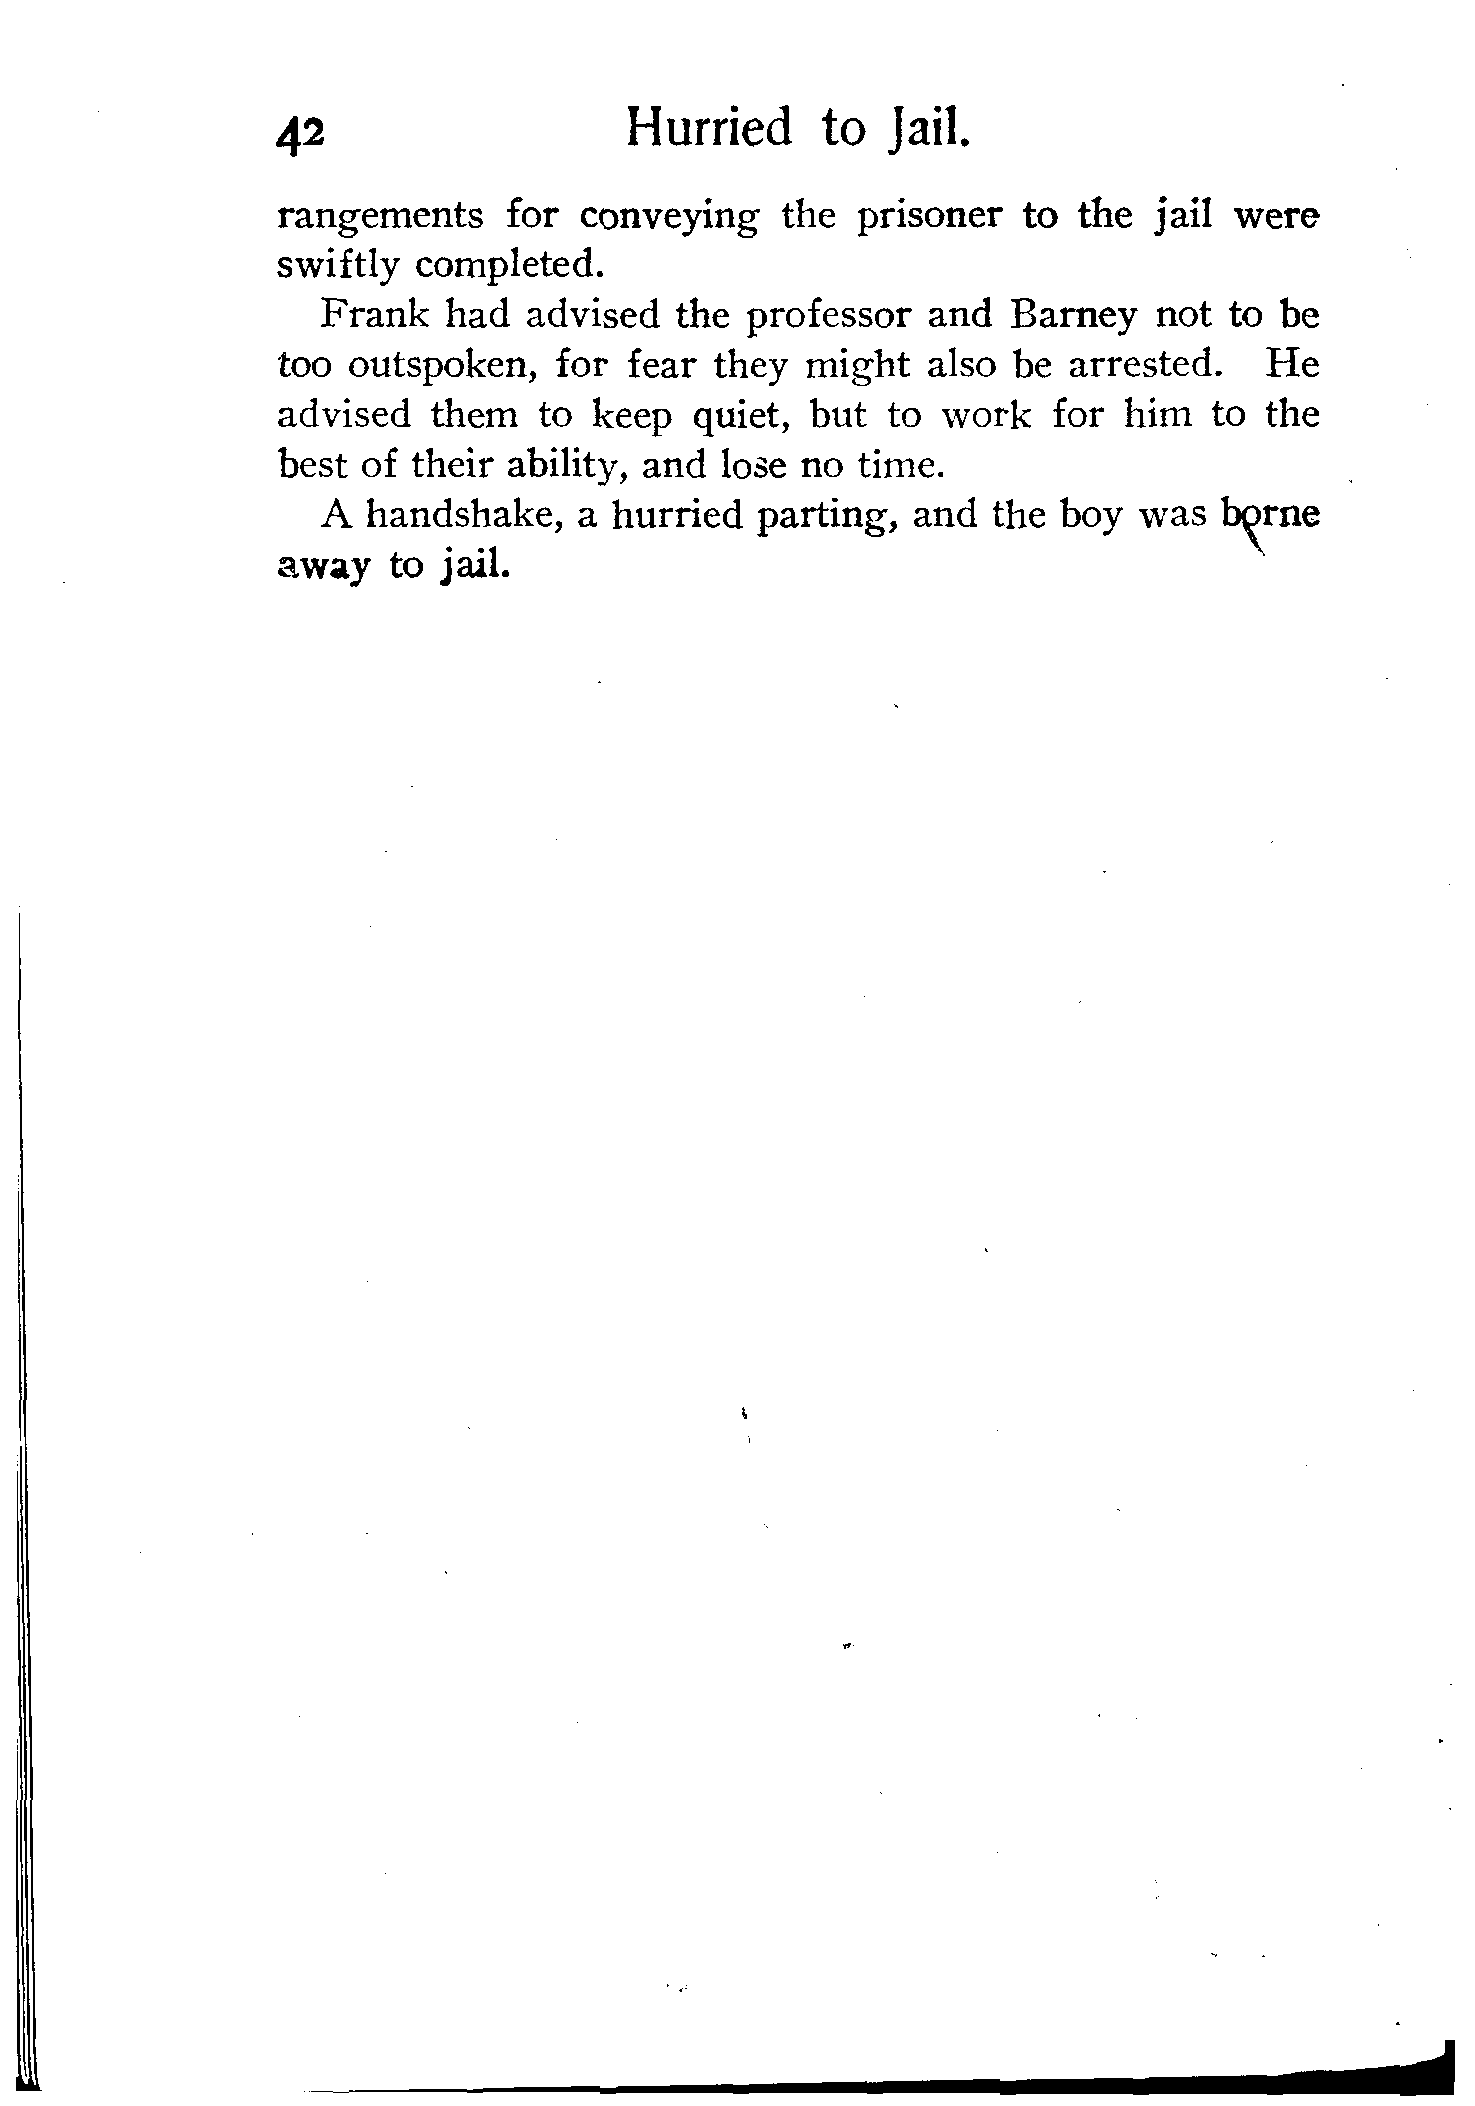 42 Hurried to Jail.
rangements for conveying the prisoner to the jail were
swiftly completed.
Frank had advised the professor and Barney not to be
too outspoken, for fear they might also be arrested. He
advised them to keep quiet, but to work for him to the
best of their ability, and lose no time.
A handshake, a hurried parting, and the boy was borne
away to jail.